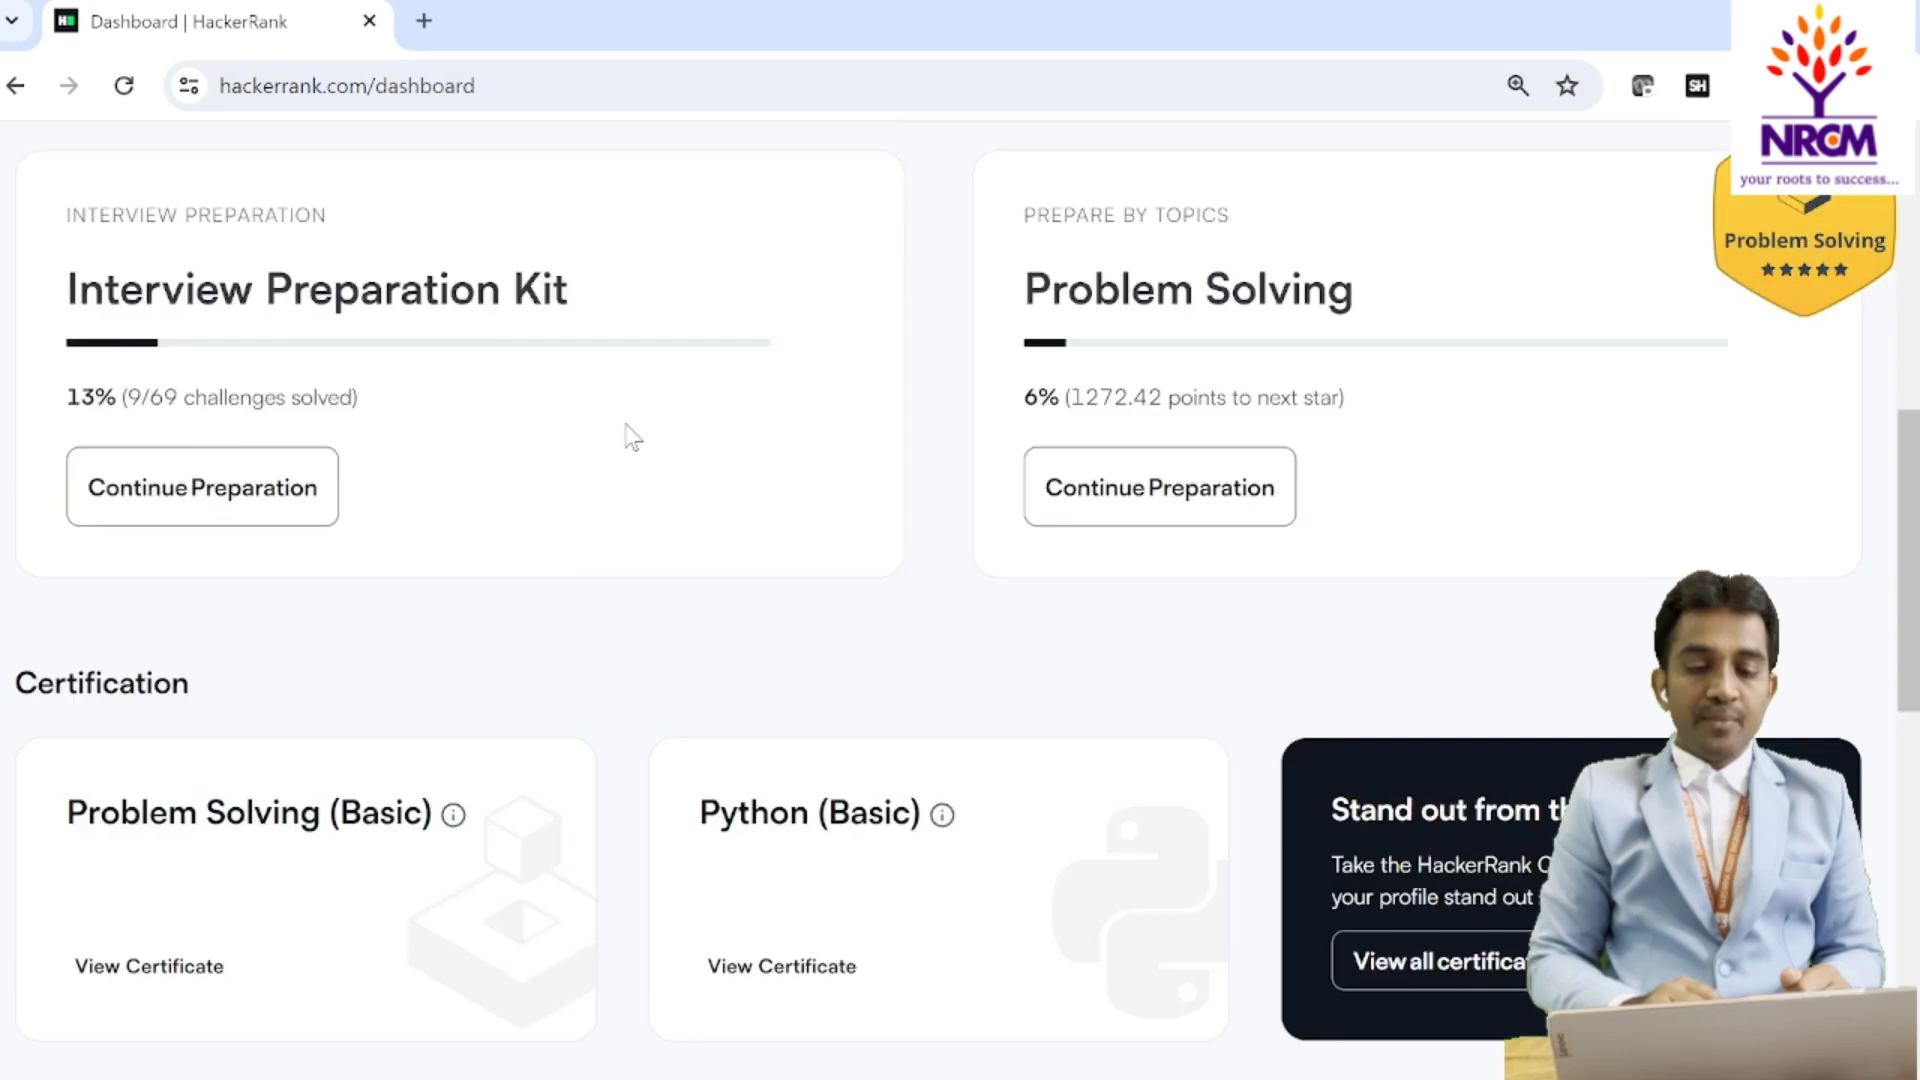 Dashboard | HackerRank
hackerrank.com/dashboard
SH
NRCM
your roots to success...
INTERVIEW PREPARATION
Interview Preparation Kit
13% (9/69 challenges solved)
Continue Preparation
PREPARE BY TOPICS
Problem Solving
6% (1272.42 points to next star)
Continue Preparation
Problem Solving
Certification
Problem Solving (Basic)
View Certificate
Python (Basic)
View Certificate
Stand out from
Take the HackerRank
your profile stand out
View all